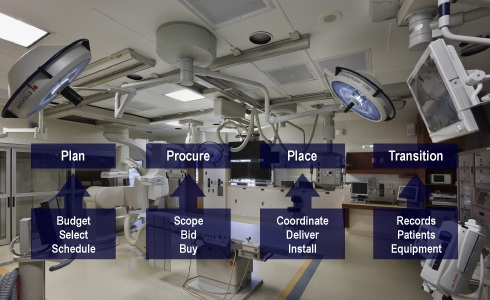 Plan
Procure
Place
Transition
Budget
Select
Schedule
Scope
Bid
Buy
Coordinate
Deliver
Install
Records
Patients
Equipment